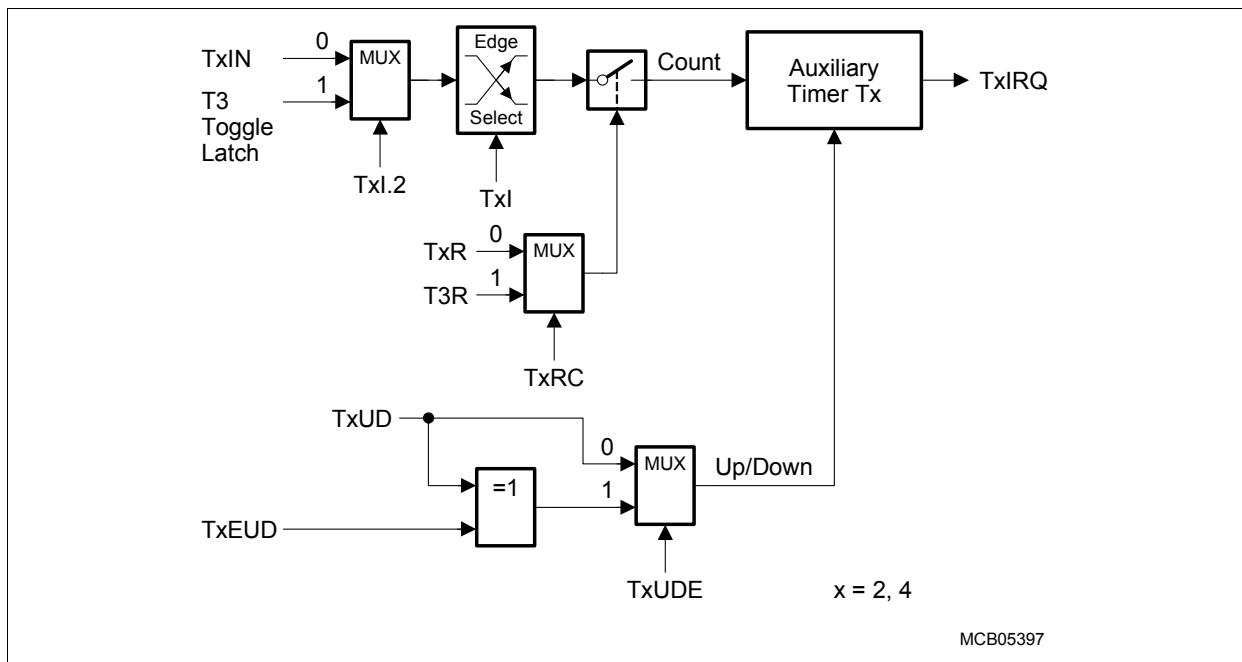 TxIN
0
MUX
Edge
Select
Count
Auxiliary
Timer Tx
TxIRQ
T3
Toggle
Latch
1
TxI.2
TxI
TxR
0
MUX
T3R
1
TxRC
TxUD
0
MUX
Up/Down
=1
1
TxEUD
TxUDE
x = 2, 4
MCB05397